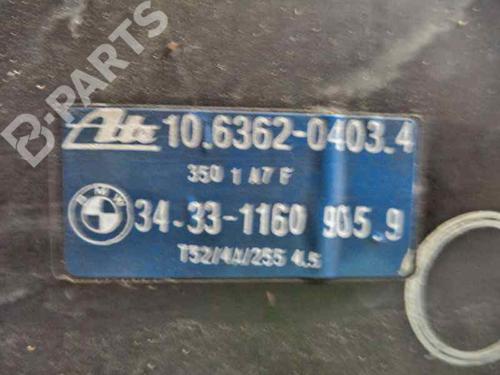 B-PARTS
Ate 10.6362-0403.4
350 1 A7 F
BMW 34.33-1160 905.9
T52/4A/255 4.5